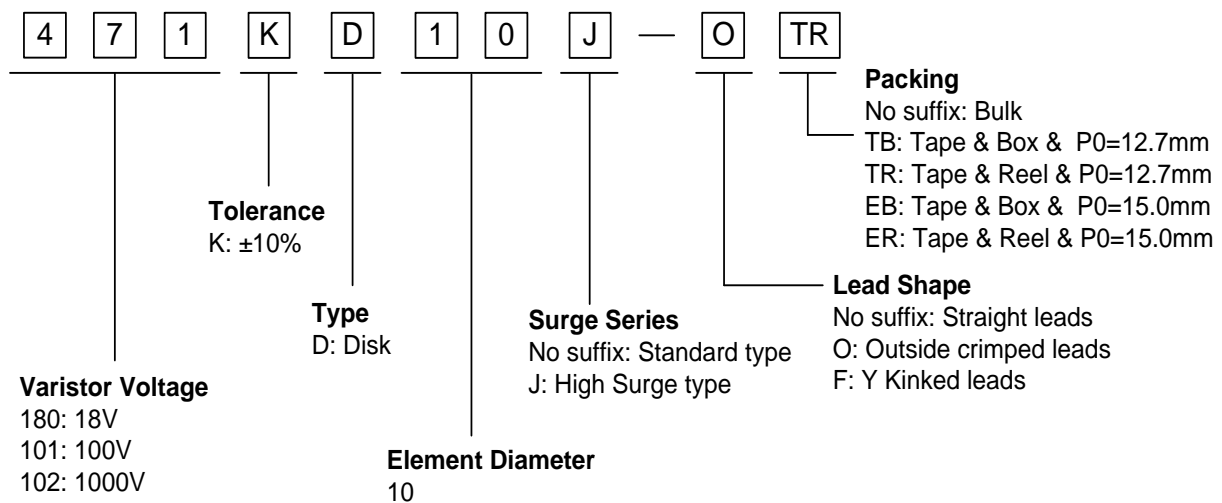 4 7 1 K D 1 0 J — O TR
Packing
No suffix: Bulk
TB: Tape & Box & P0=12.7mm
TR: Tape & Reel & P0=12.7mm
EB: Tape & Box & P0=15.0mm
ER: Tape & Reel & P0=15.0mm
Tolerance
K: ±10%
Lead Shape
No suffix: Straight leads
O: Outside crimped leads
F: Y Kinked leads
Type
D: Disk
Surge Series
No suffix: Standard type
J: High Surge type
Varistor Voltage
180: 18V
101: 100V
102: 1000V
Element Diameter
10